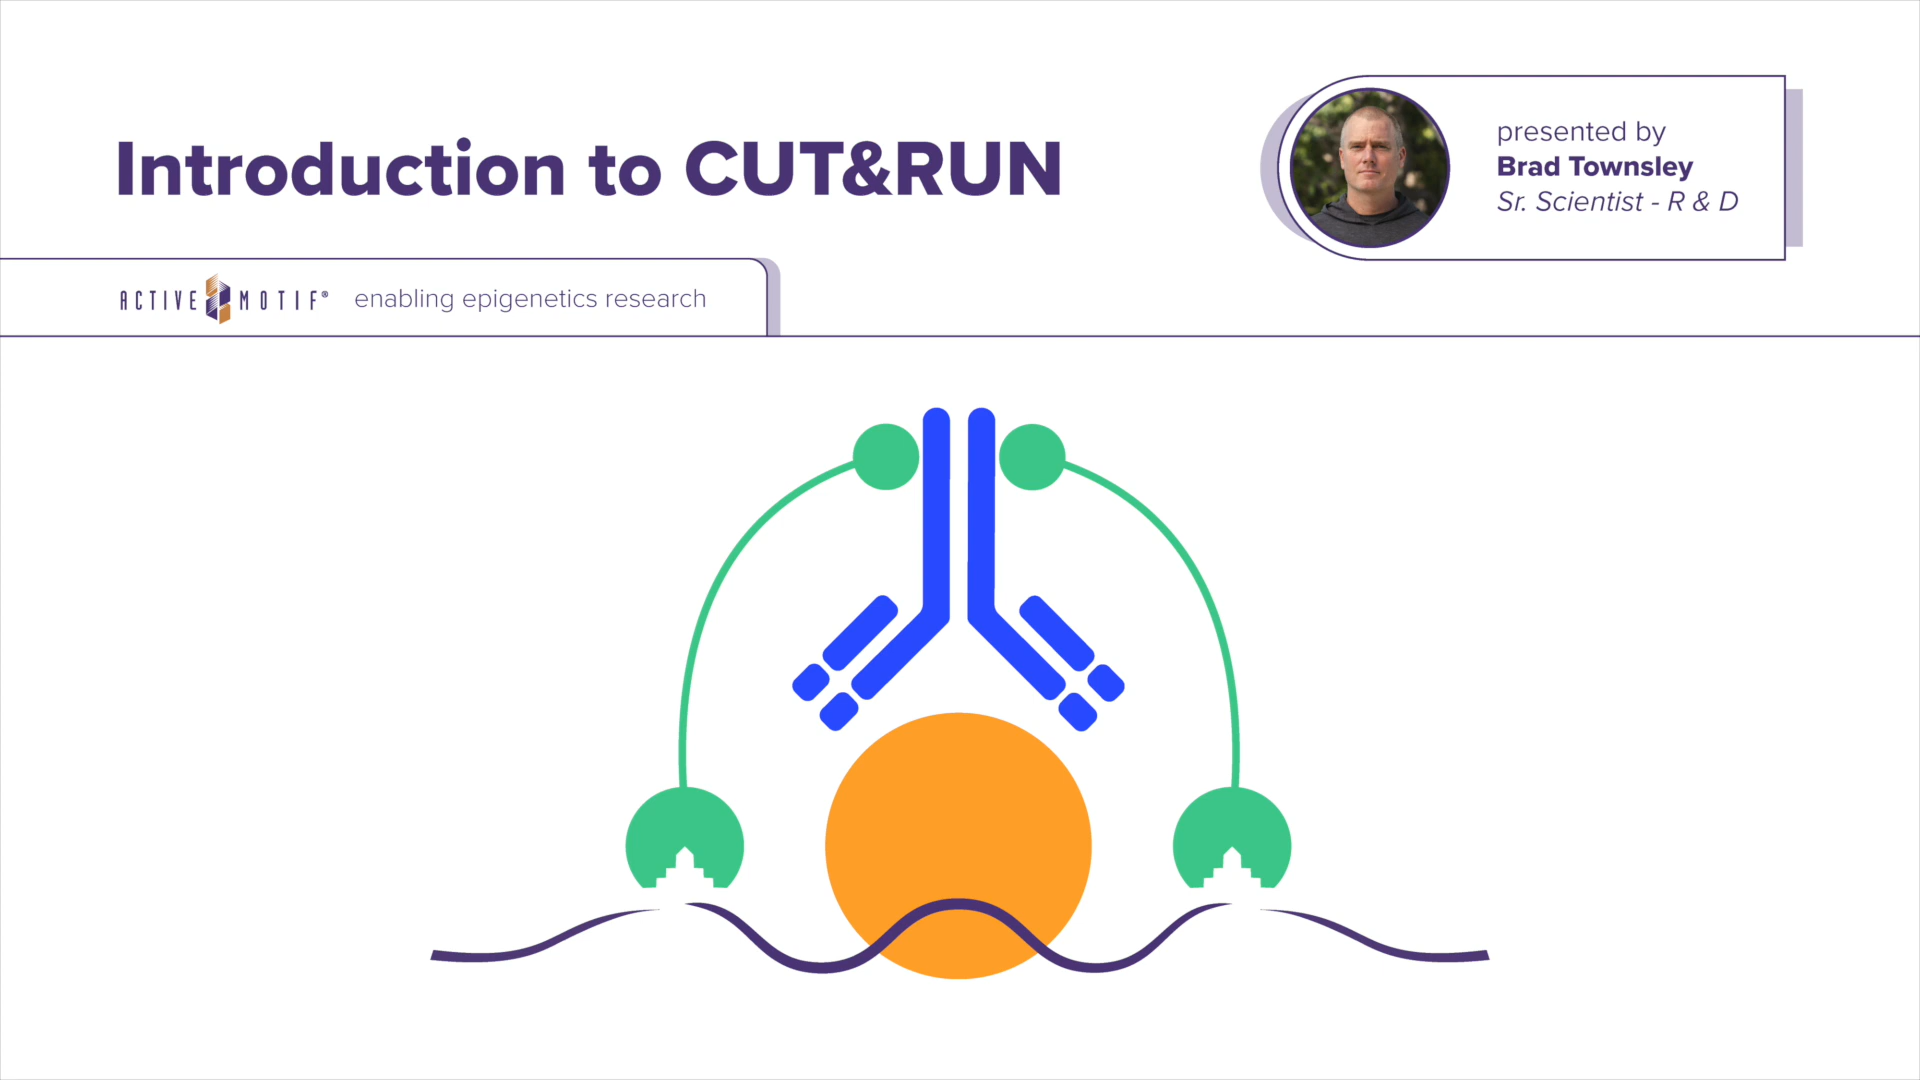 Introduction to CUT&RUN
presented by
Brad Townsley
Sr. Scientist - R & D
ACTIVE MOTIF® enabling epigenetics research